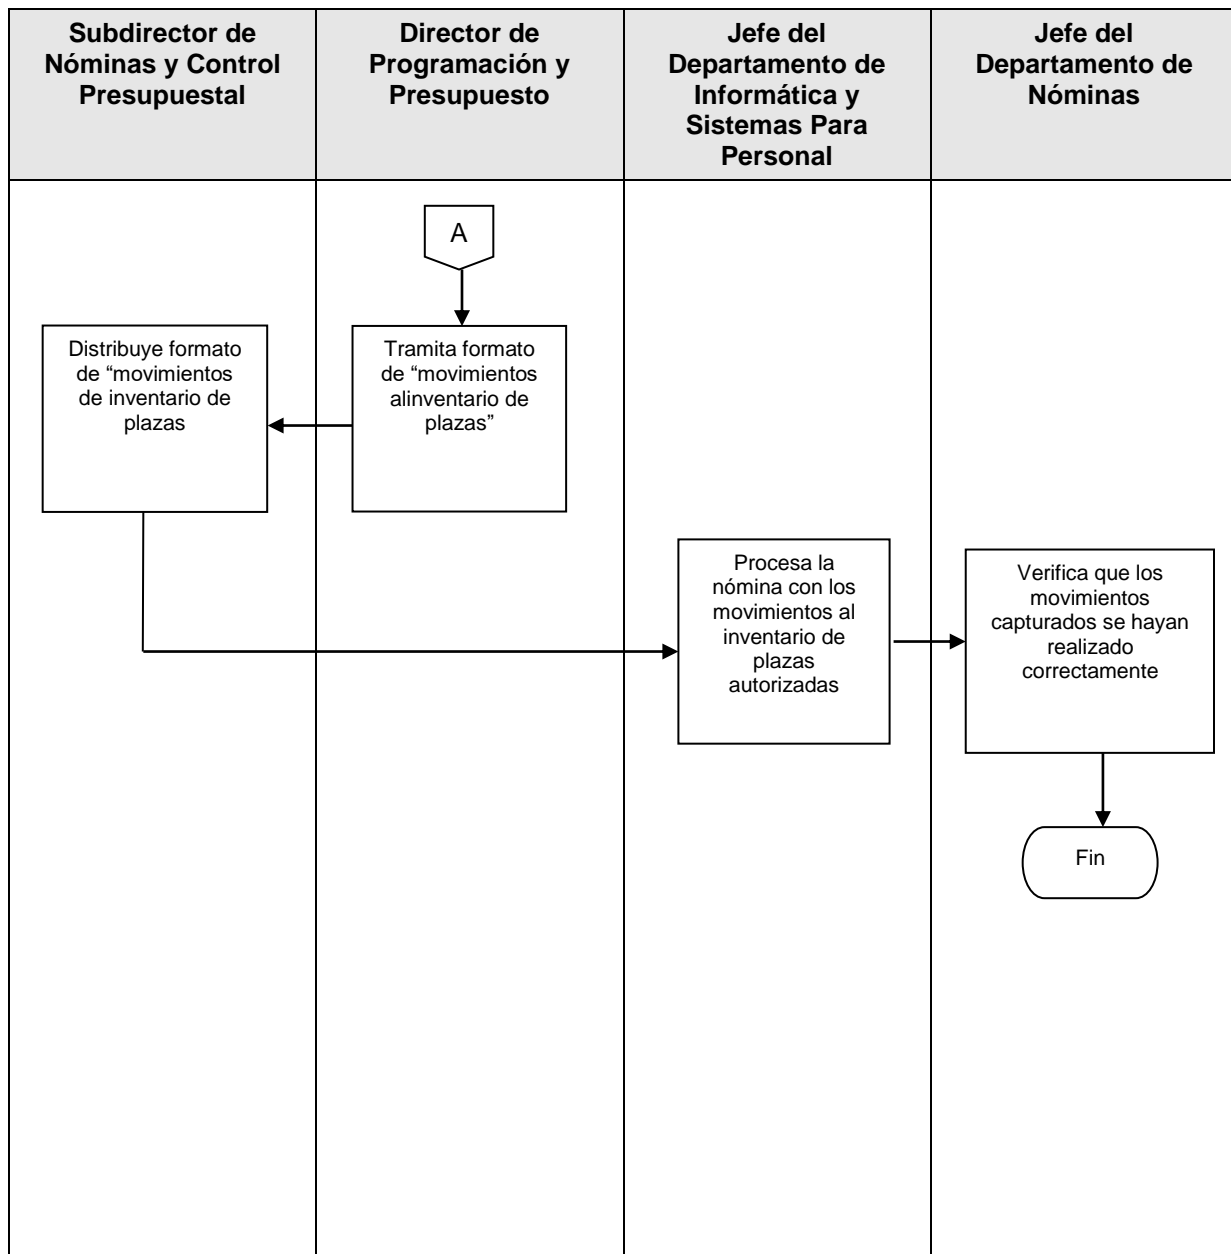 Subdirector de
Nóminas y Control
Presupuestal
Director de
Programación y
Presupuesto
Jefe del
Departamento de
Informática y
Sistemas Para
Personal
Jefe del
Departamento de
Nóminas
A
Distribuye formato
de “movimientos
de inventario de
plazas
Tramita formato
de “movimientos
alinventario de
plazas”
Procesa la
nómina con los
movimientos al
inventario de
plazas
autorizadas
Verifica que los
movimientos
capturados se hayan
realizado
correctamente
Fin